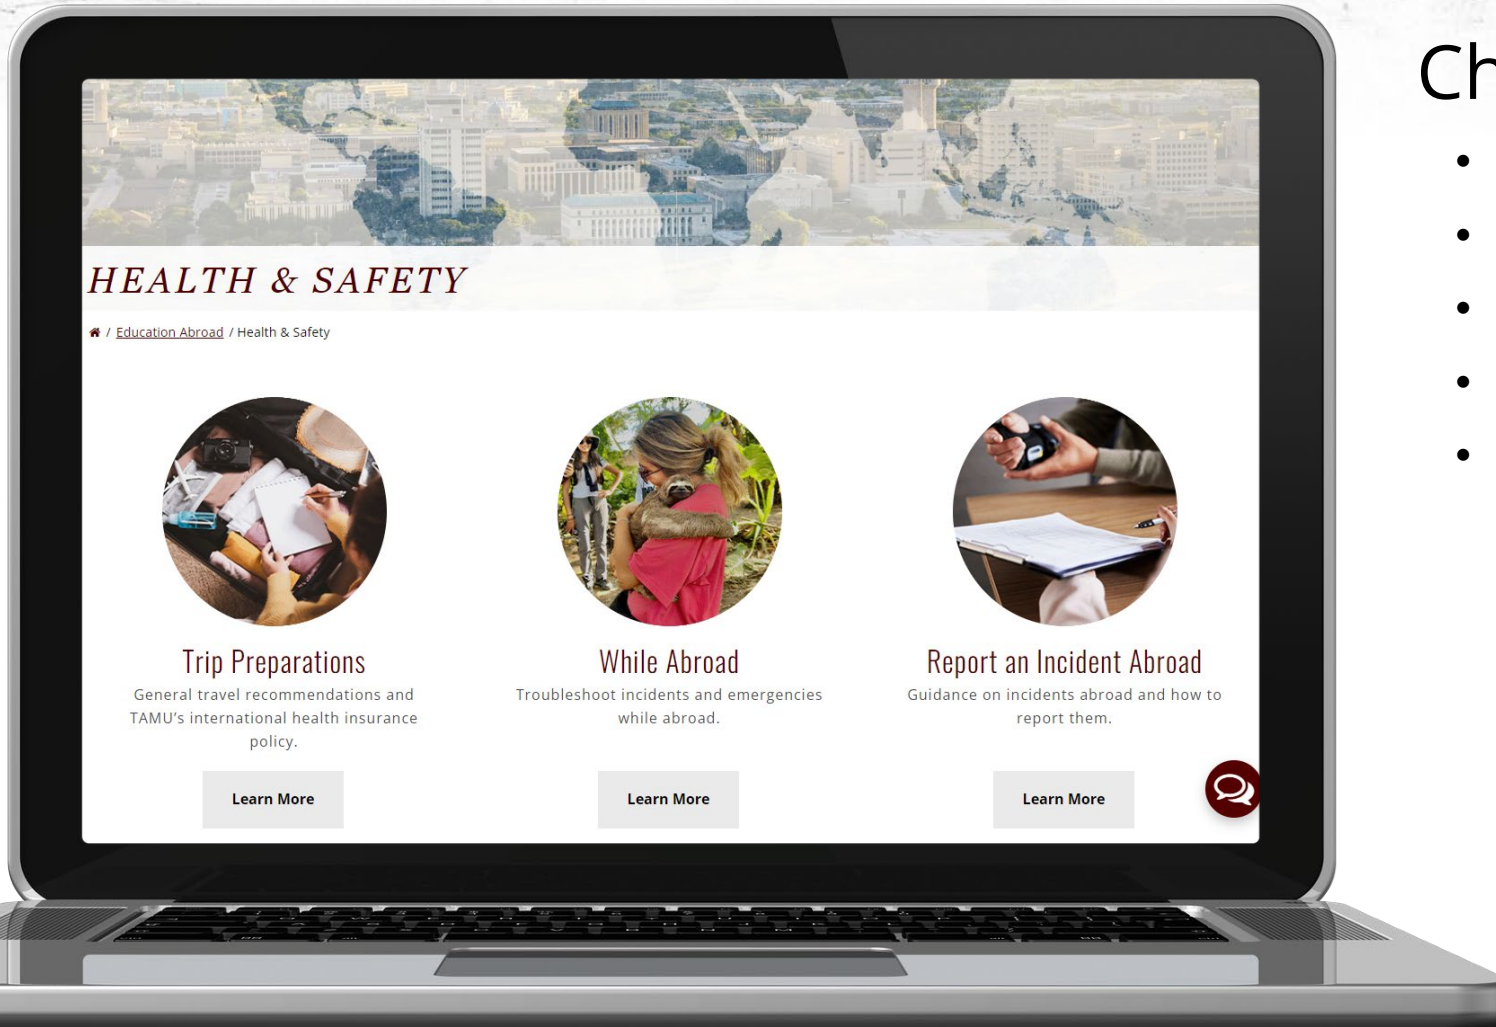 Ch
HEALTH & SAFETY
/ Education Abroad / Health & Safety
Trip Preparations
General travel recommendations and
TAMU's international health insurance
policy.
Learn More
While Abroad
Troubleshoot incidents and emergencies
while abroad.
Learn More
Report an Incident Abroad
Guidance on incidents abroad and how to
report them.
Learn More